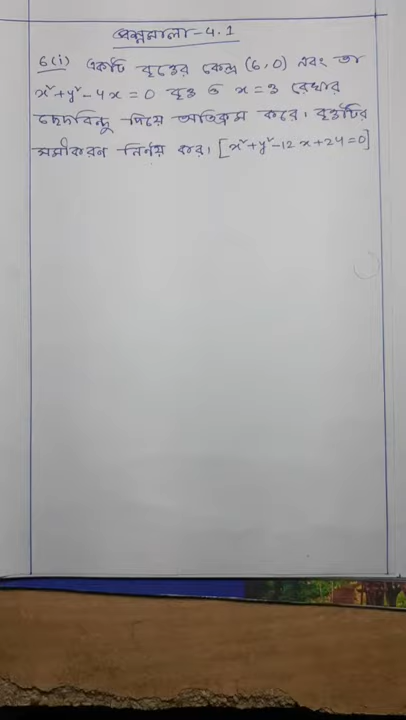 প্রশ্নমালা-4.1
6(i) একটি বৃত্তের কেন্দ্র (6,0) এবং তা
x²+y²-4x=0 বৃত্ত ও x=3 রেখার
ছেদবিন্দু দিয়ে অতিক্রম করে। বৃত্তটির
সমীকরণ নির্ণয় কর। [x²+y²-12x+24=0]